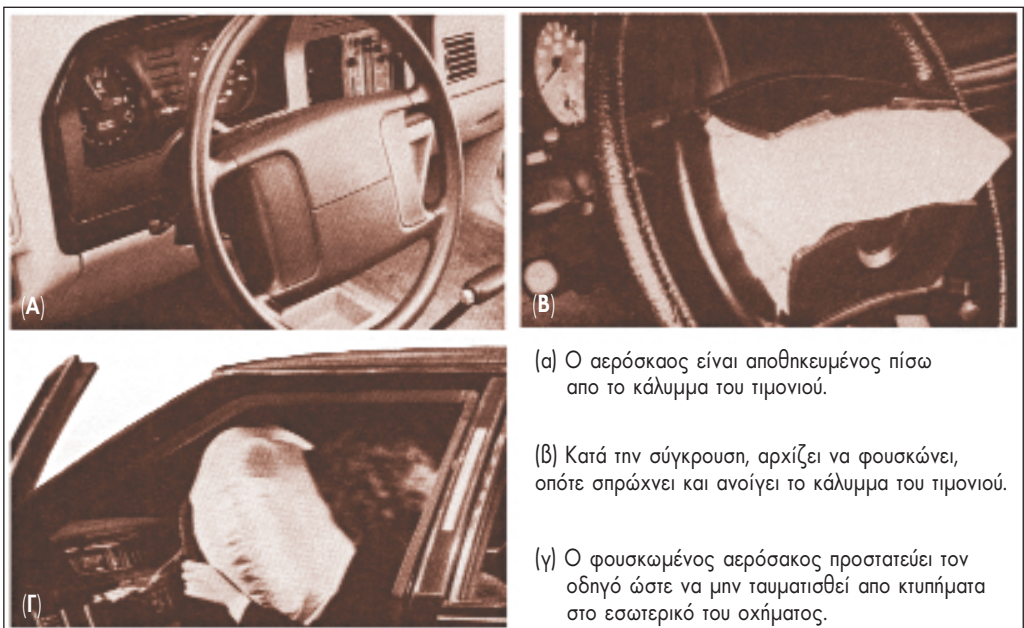 (Α)
(Β)
(Γ)
(α) Ο αερόσκαος είναι αποθηκευμένος πίσω
απο το κάλυμμα του τιμονιού.
(β) Κατά την σύγκρουση, αρχίζει να φουσκώνει,
οπότε σπρώχνει και ανοίγει το κάλυμμα του τιμονιού.
(γ) Ο φουσκωμένος αερόσακος προστατεύει τον
οδηγό ώστε να μην ταυματισθεί απο κτυπήματα
στο εσωτερικό του οχήματος.